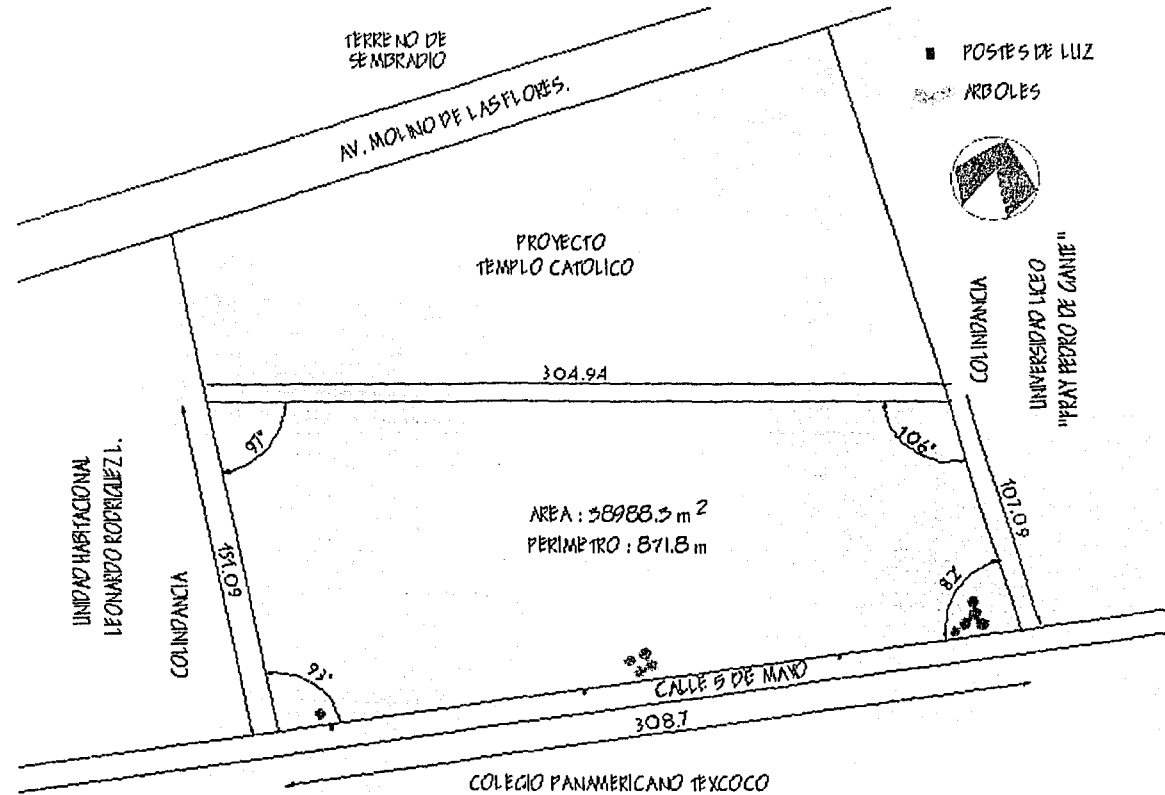 TERRENO DE
SEMBRADIO
POSTES DE LUZ
ARBOLES
AV. MOLINO DE LAS FLORES.
PROYECTO
TEMPLO CATOLICO
COLINDANCIA
UNIVERSIDAD LICEO
"FRAY PEDRO DE GANTE"
304.94
97°
106°
107.09
UNIDAD HABITACIONAL
LEONARDO RODRIGUEZ L.
COLINDANCIA
151.09
AREA : 38988.3 m²
PERIMETRO : 871.8 m
82°
93°
CALLE 5 DE MAYO
308.7
COLEGIO PANAMERICANO TEXCOCO